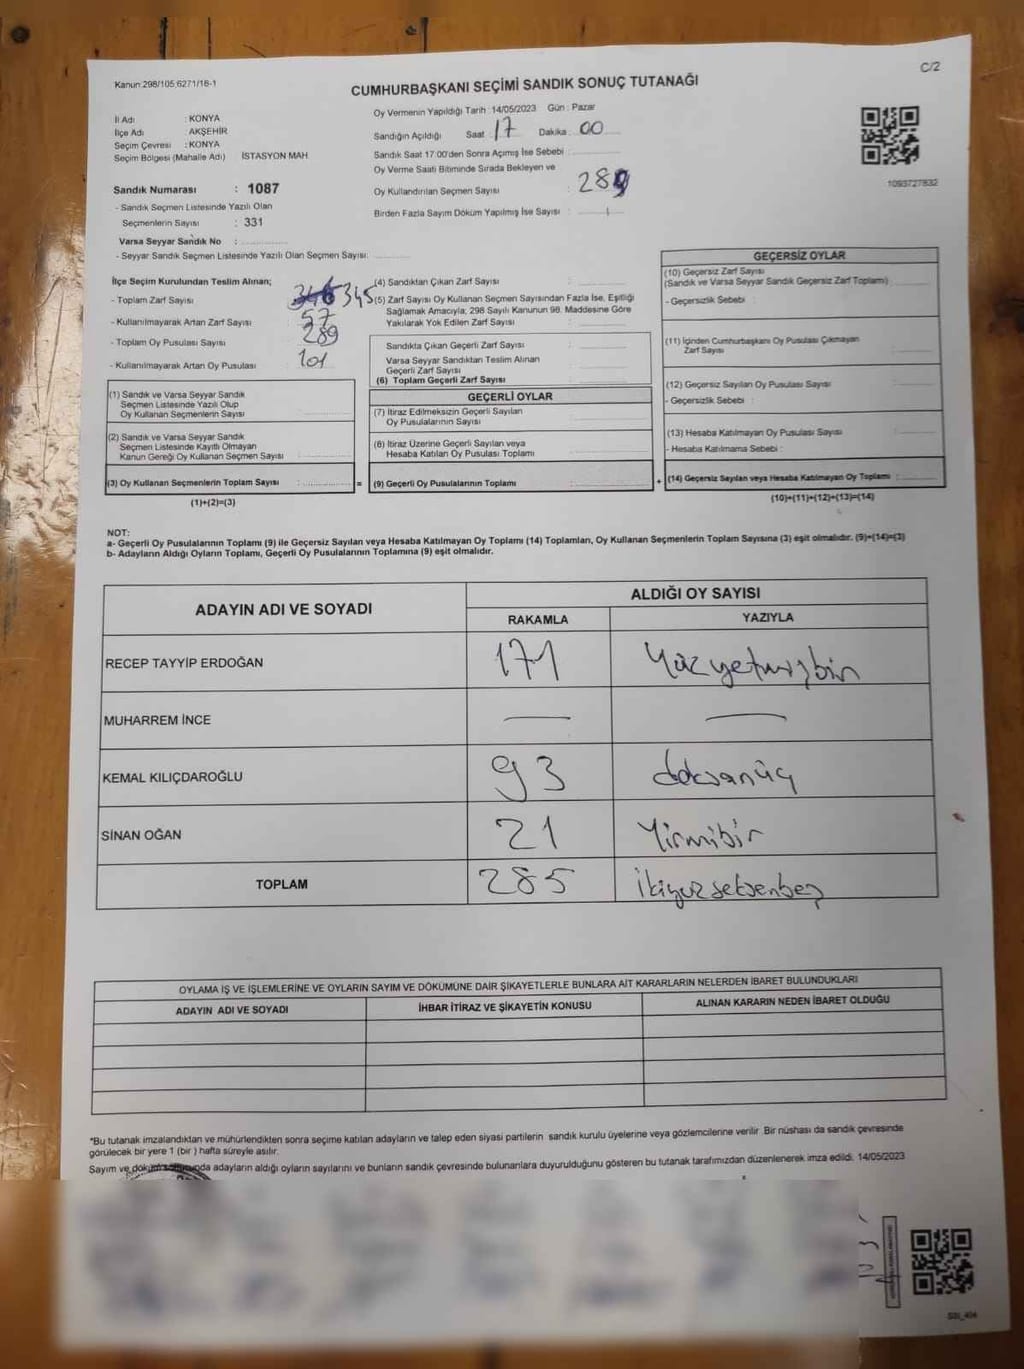 Kanun:298/105,6271/18-1
C/2
CUMHURBAŞKANI SEÇİMİ SANDIK SONUÇ TUTANAĞI
İl Adı : KONYA
İlçe Adı : AKŞEHİR
Seçim Çevresi : KONYA
Seçim Bölgesi (Mahalle Adı) İSTASYON MAH
Sandık Numarası : 1087
- Sandık Seçmen Listesinde Yazılı Olan
Seçmenlerin Sayısı : 331
Varsa Seyyar Sandık No :
- Seyyar Sandık Seçmen Listesinde Yazılı Olan Seçmen Sayısı:
Oy Vermenin Yapıldığı Tarih :14/05/2023 Gün : Pazar
Sandığın Açıldığı Saat : 17 Dakika : 00
Sandık Saat 17:00'den Sonra Açımış İse Sebebi :
Oy Verme Saati Bitiminde Sırada Bekleyen ve
Oy Kullandırılan Seçmen Sayısı :
Birden Fazla Sayım Döküm Yapılmış İse Sayısı :
1093727832
İlçe Seçim Kurulundan Teslim Alınan;
- Toplam Zarf Sayısı : 345
- Kullanılmayarak Artan Zarf Sayısı : 57
- Toplam Oy Pusulası Sayısı : 289
- Kullanılmayarak Artan Oy Pusulası : 101
(1) Sandık ve Varsa Seyyar Sandık
Seçmen Listesinde Yazılı Olup
Oy Kullanan Seçmenlerin Sayısı :
(2) Sandık ve Varsa Seyyar Sandık
Seçmen Listesinde Kayıtlı Olmayan
Kanun Gereği Oy Kullanan Seçmen Sayısı :
(3) Oy Kullanan Seçmenlerin Toplam Sayısı : =
(1)+(2)=(3)
(4) Sandıktan Çıkan Zarf Sayısı :
(5) Zarf Sayısı Oy Kullanan Seçmen Sayısından Fazla İse, Eşitliği
Sağlamak Amacıyla, 298 Sayılı Kanunun 98. Maddesine Göre
Yakılarak Yok Edilen Zarf Sayısı :
Sandıkta Çıkan Geçerli Zarf Sayısı :
Varsa Seyyar Sandıktan Teslim Alınan
Geçerli Zarf Sayısı :
(6) Toplam Geçerli Zarf Sayısı :
GEÇERLİ OYLAR
(7) İtiraz Edilmeksizin Geçerli Sayılan
Oy Pusulalarının Sayısı :
(8) İtiraz Üzerine Geçerli Sayılan veya
Hesaba Katılan Oy Pusulası Toplamı :
(9) Geçerli Oy Pusulalarının Toplamı : +
GEÇERSİZ OYLAR
(10) Geçersiz Zarf Sayısı
(Sandık ve Varsa Seyyar Sandık Geçersiz Zarf Toplamı) :
- Geçersizlik Sebebi :
(11) İçinden Cumhurbaşkanı Oy Pusulası Çıkmayan
Zarf Sayısı :
(12) Geçersiz Sayılan Oy Pusulası Sayısı :
- Geçersizlik Sebebi :
(13) Hesaba Katılmayan Oy Pusulası Sayısı :
- Hesaba Katılmama Sebebi :
(14) Geçersiz Sayılan veya Hesaba Katılmayan Oy Toplamı :
(10)+(11)+(12)+(13)=(14)
NOT:
a- Geçerli Oy Pusulalarının Toplamı (9) ile Geçersiz Sayılan veya Hesaba Katılmayan Oy Toplamı (14) Toplamları, Oy Kullanan Seçmenlerin Toplam Sayısına (3) eşit olmalıdır. (9)+(14)=(3)
b- Adayların Aldığı Oyların Toplamı, Geçerli Oy Pusulalarının Toplamına (9) eşit olmalıdır.
ADAYIN ADI VE SOYADI
ALDIĞI OY SAYISI
RAKAMLA YAZIYLA
RECEP TAYYİP ERDOĞAN 171 Yüzyetmişbir
MUHARREM İNCE — —
KEMAL KILIÇDAROĞLU 93 doksanüç
SİNAN OĞAN 21 Yirmibir
TOPLAM 285 ikiyüzseksenbeş
OYLAMA İŞ VE İŞLEMLERİNE VE OYLARIN SAYIM VE DÖKÜMÜNE DAİR ŞİKAYETLERLE BUNLARA AİT KARARLARIN NELERDEN İBARET BULUNDUKLARI
ADAYIN ADI VE SOYADI İHBAR İTİRAZ VE ŞİKAYETİN KONUSU ALINAN KARARIN NEDEN İBARET OLDUĞU
*Bu tutanak imzalandıktan ve mühürlendikten sonra seçime katılan adayların ve talep eden siyasi partilerin sandık kurulu üyelerine veya gözlemcilerine verilir. Bir nüshası da sandık çevresinde
görülecek bir yere 1 (bir ) hafta süreyle asılır.
Sayım ve döküm sonucunda adayların aldığı oyların sayılarını ve bunların sandık çevresinde bulunanlara duyurulduğunu gösteren bu tutanak tarafımızdan düzenlenerek imza edildi. 14/05/2023